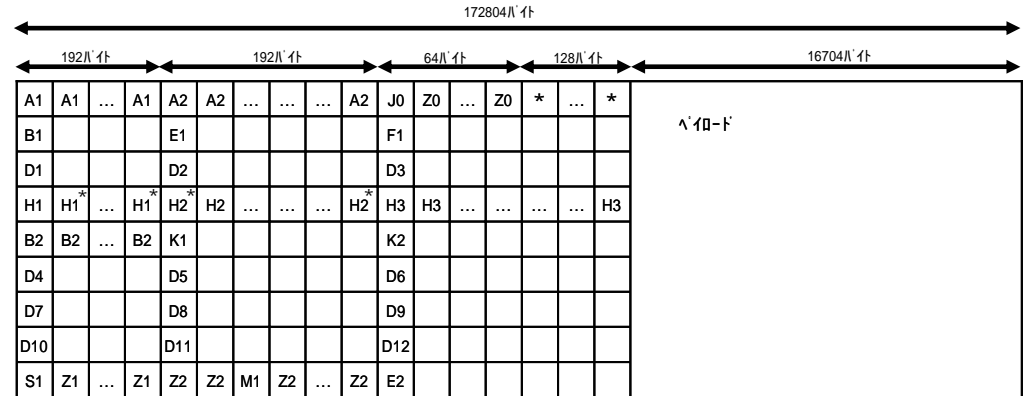 172804ﾊﾞｲﾄ
192ﾊﾞｲﾄ 192ﾊﾞｲﾄ 64ﾊﾞｲﾄ 128ﾊﾞｲﾄ 16704ﾊﾞｲﾄ
A1 A1 … A1 A2 A2 … … … A2 J0 Z0 … Z0 * … *
ﾍﾟｲﾛｰﾄﾞ
B1 E1 F1
D1 D2 D3
H1 H1* … H1* H2* H2 … … … H2* H3 H3 … … … … H3
B2 B2 … B2 K1 K2
D4 D5 D6
D7 D8 D9
D10 D11 D12
S1 Z1 … Z1 Z2 Z2 M1 Z2 … Z2 E2